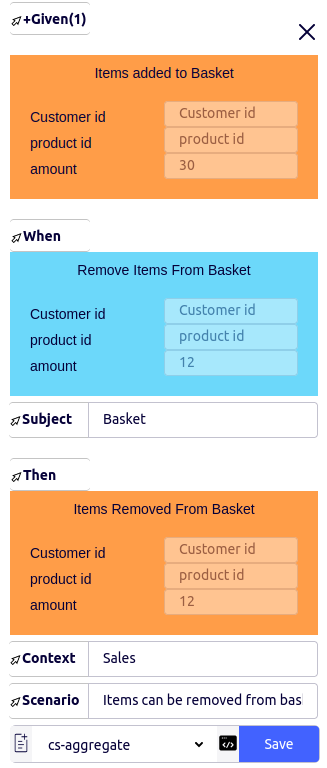 +Given(1)
Items added to Basket
Customer id Customer id
product id product id
amount 30
When
Remove Items From Basket
Customer id Customer id
product id product id
amount 12
Subject Basket
Then
Items Removed From Basket
Customer id Customer id
product id product id
amount 12
Context Sales
Scenario Items can be removed from bas
cs-aggregate Save